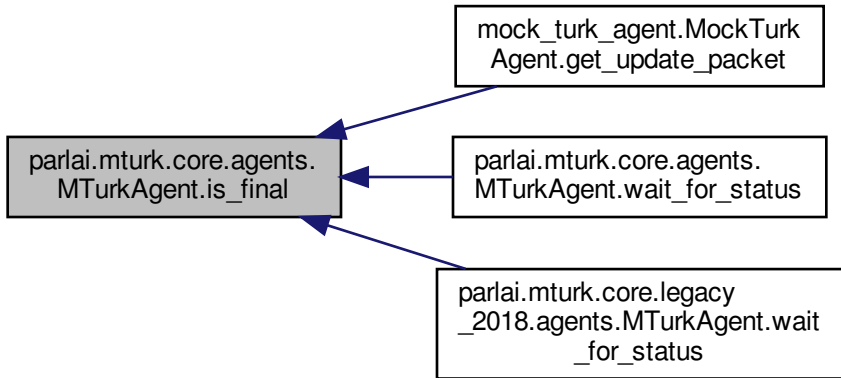 mock_turk_agent.MockTurk
Agent.get_update_packet
parlai.mturk.core.agents.
MTurkAgent.is_final
parlai.mturk.core.agents.
MTurkAgent.wait_for_status
parlai.mturk.core.legacy
_2018.agents.MTurkAgent.wait
_for_status